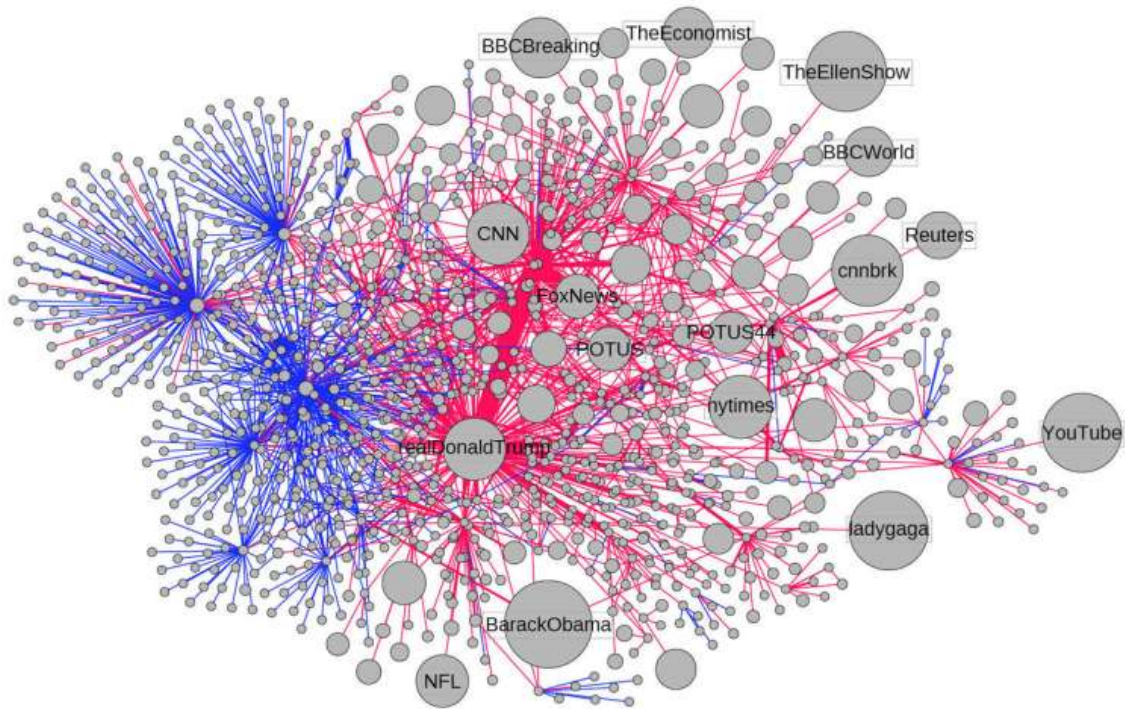 TheEconomist
BBCBreaking
TheEllenShow
BBCWorld
CNN
Reuters
cnnbrk
FoxNews
POTUS44
POTUS
nytimes
YouTube
realDonaldTrump
ladygaga
BarackObama
NFL